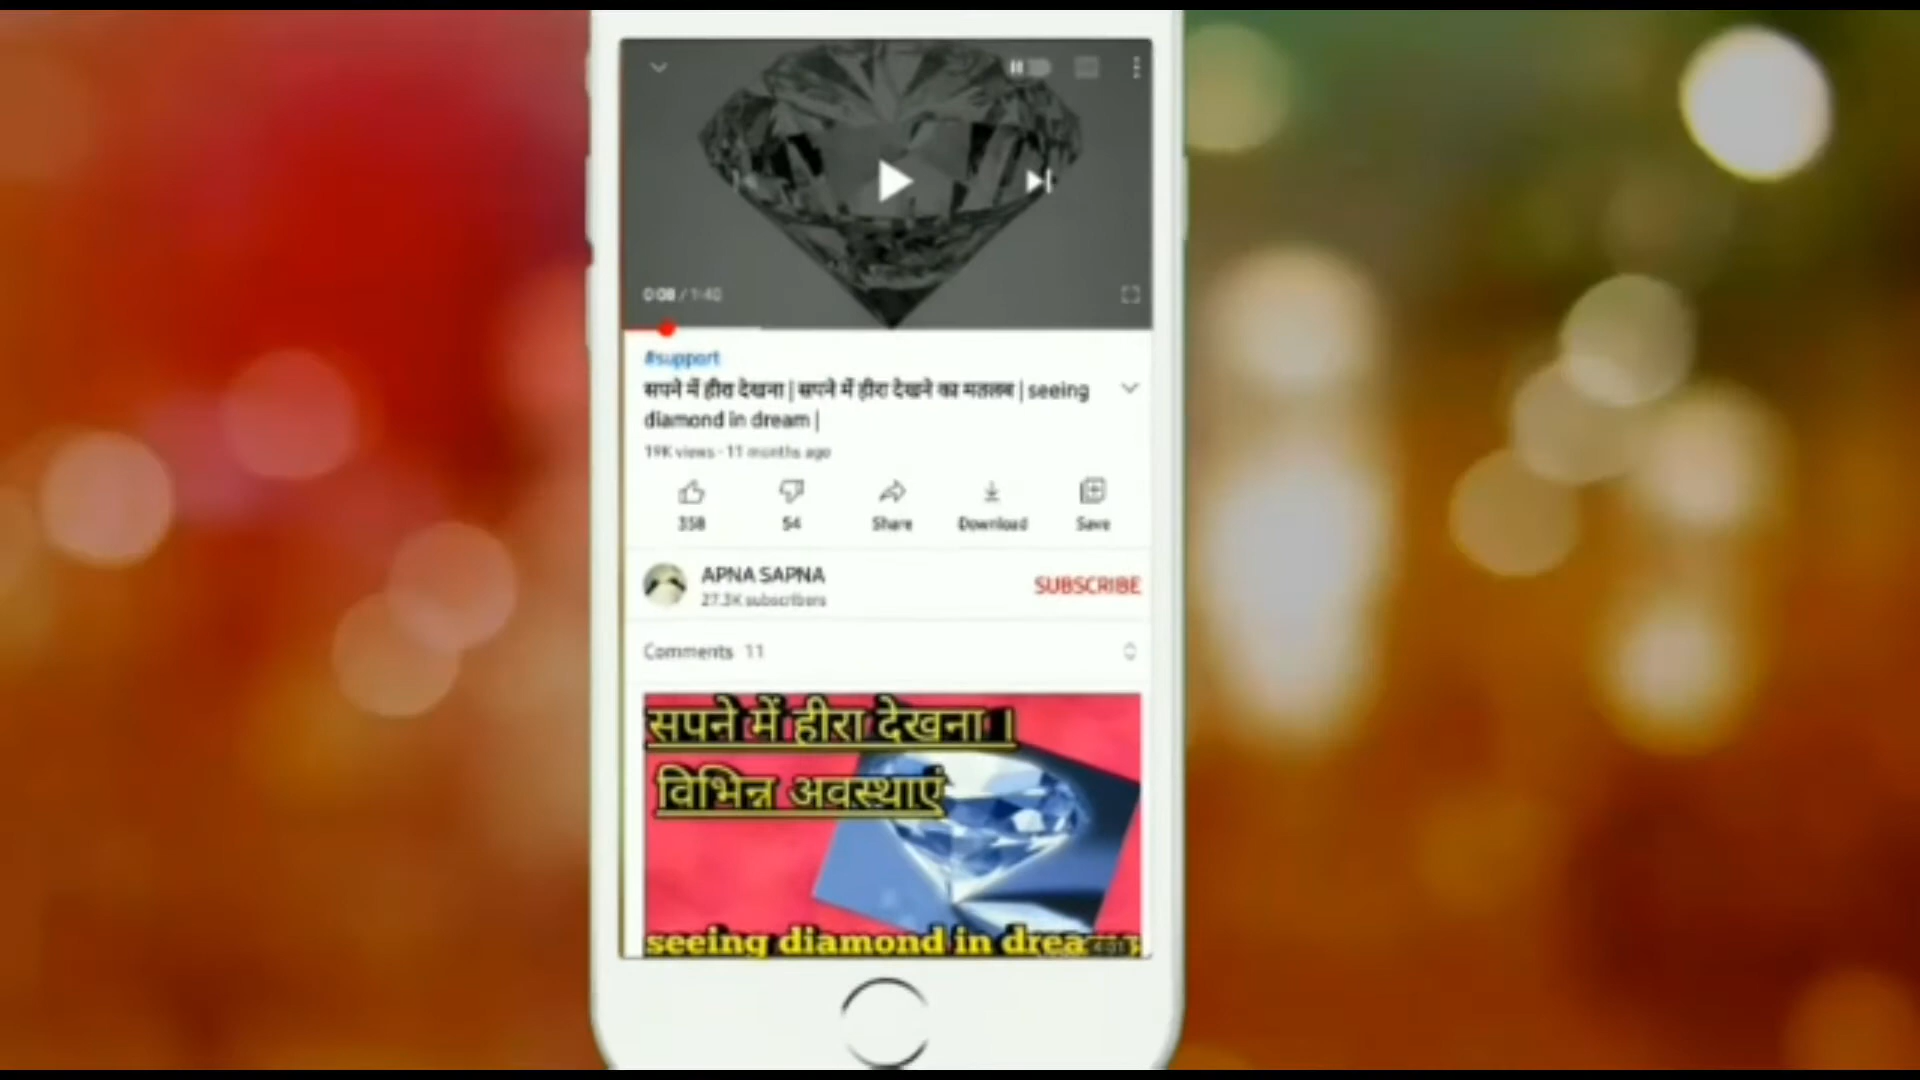 0:08 / 1:40
#support
सपने में हीरा देखना | सपने में हीरा देखने का मतलब | seeing
diamond in dream |
19K views · 11 months ago
358 54 Share Download Save
APNA SAPNA
27.3K subscribers
SUBSCRIBE
Comments 11
सपने में हीरा देखना ।
विभिन्न अवस्थाएं
seeing diamond in